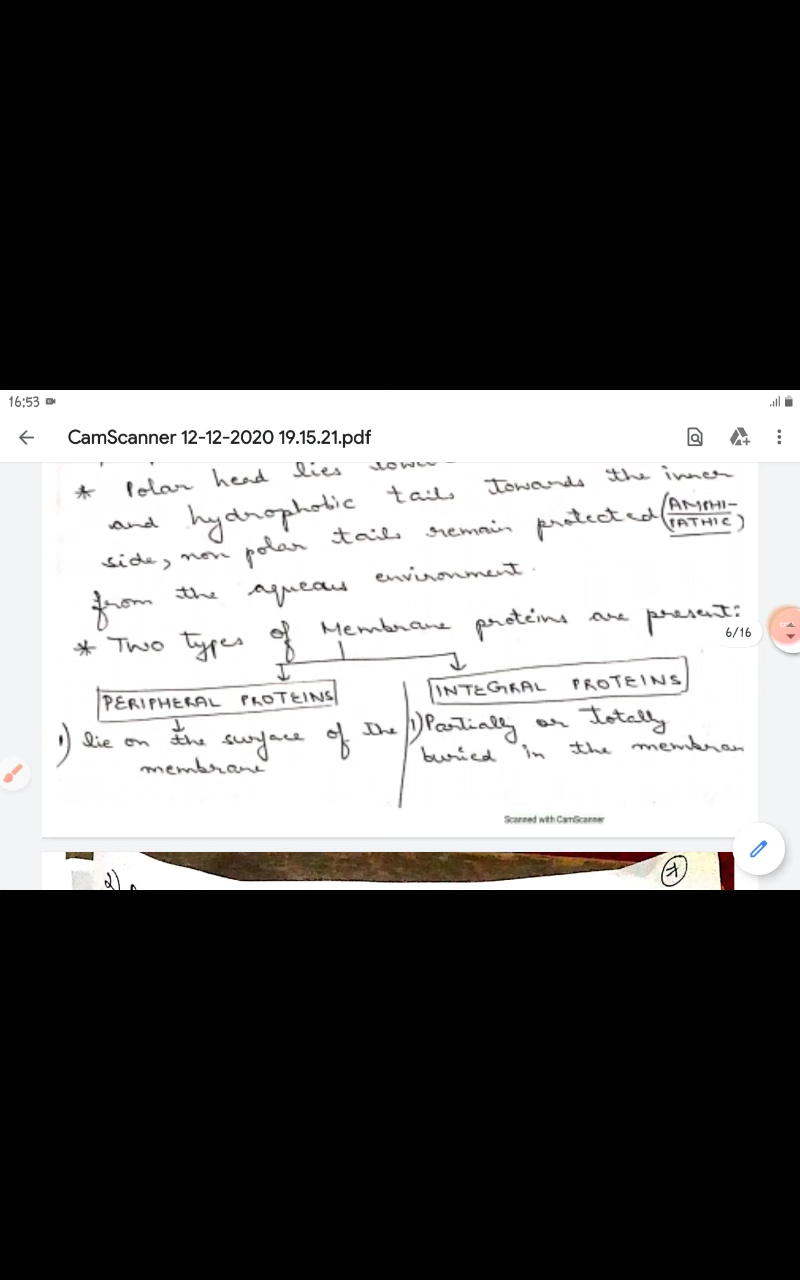 16:53
CamScanner 12-12-2020 19.15.21.pdf
* Polar head lies
and hydrophobic tails towards the inner
side, non polar tails remain protected (AMPHI-
PATHIC)
from the aqueous environment.
* Two types of Membrane proteins are present:
6/16
PERIPHERAL PROTEINS
INTEGRAL PROTEINS
1) lie on the surface of the
membrane
1) Partially or Totally
buried in the membran
Scanned with CamScanner
2)
7